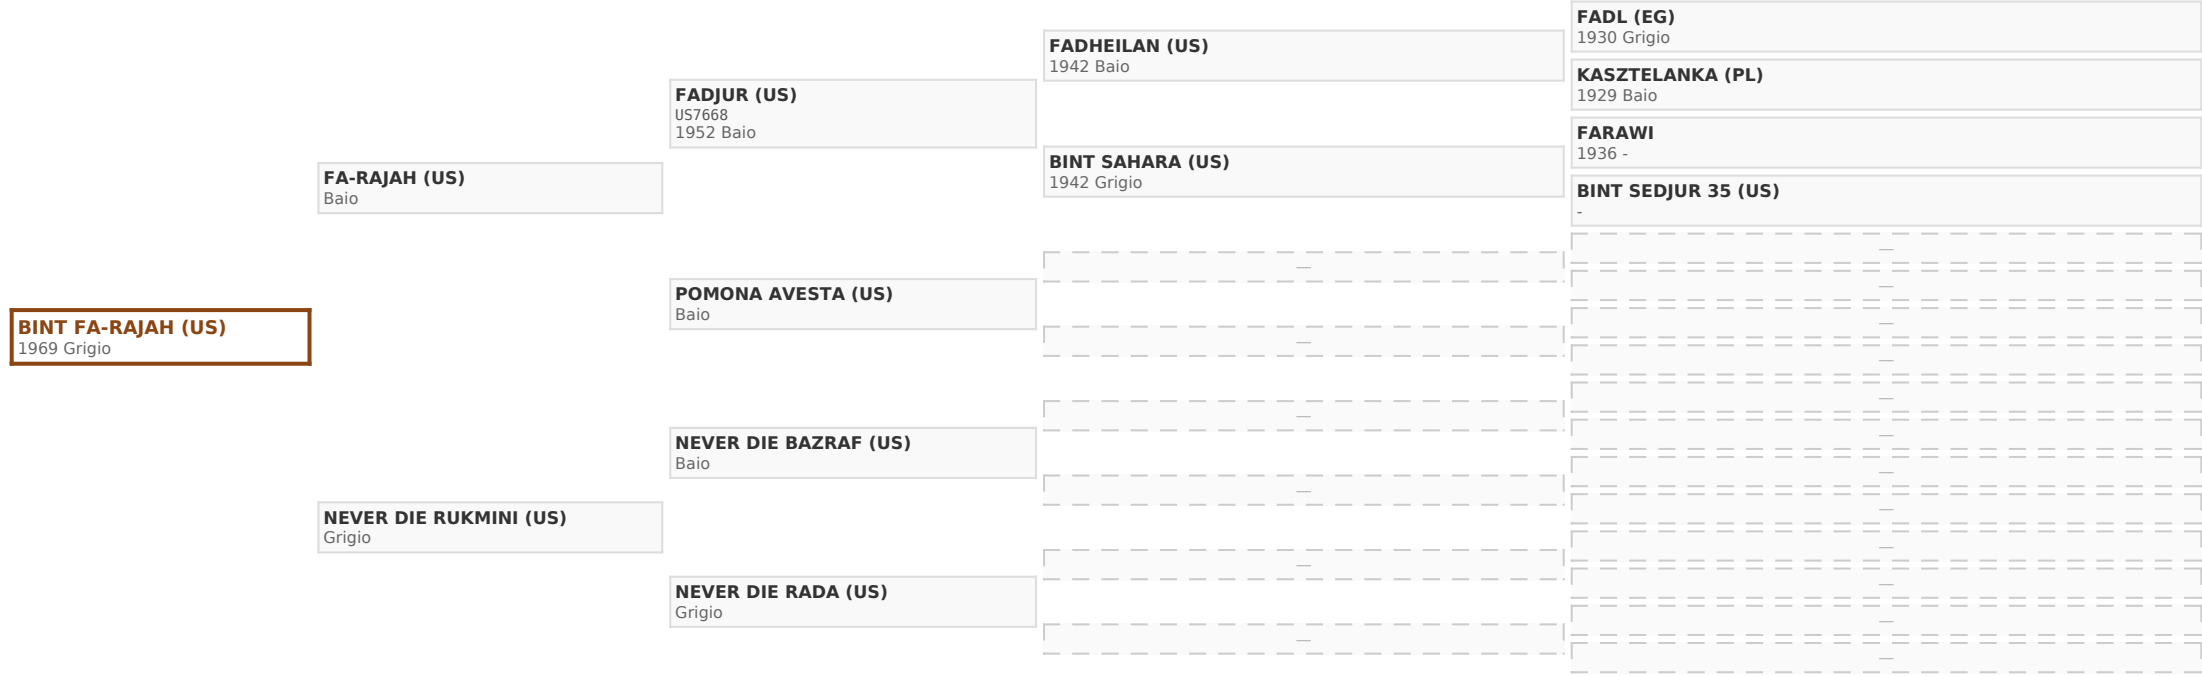 BINT FA-RAJAH (US)
1969 Grigio
FA-RAJAH (US)
Baio
NEVER DIE RUKMINI (US)
Grigio
FADJUR (US)
US7668
1952 Baio
POMONA AVESTA (US)
Baio
NEVER DIE BAZRAF (US)
Baio
NEVER DIE RADA (US)
Grigio
FADHEILAN (US)
1942 Baio
BINT SAHARA (US)
1942 Grigio
—
—
—
—
—
—
FADL (EG)
1930 Grigio
KASZTELANKA (PL)
1929 Baio
FARAWI
1936 -
BINT SEDJUR 35 (US)
-
—
—
—
—
—
—
—
—
—
—
—
—